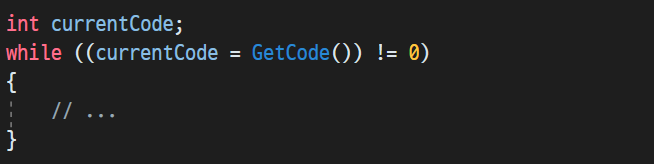 int currentCode;
while ((currentCode = GetCode()) != 0)
{
    // ...
}